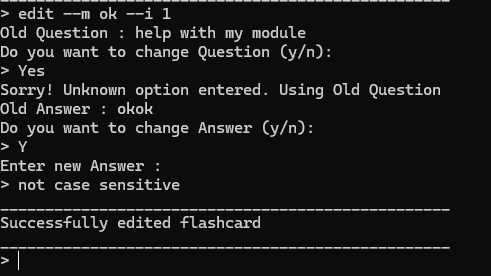 > edit --m ok --i 1
Old Question : help with my module
Do you want to change Question (y/n):
> Yes
Sorry! Unknown option entered. Using Old Question
Old Answer : okok
Do you want to change Answer (y/n):
> Y
Enter new Answer :
> not case sensitive
__________________________________________________
Successfully edited flashcard
__________________________________________________
>